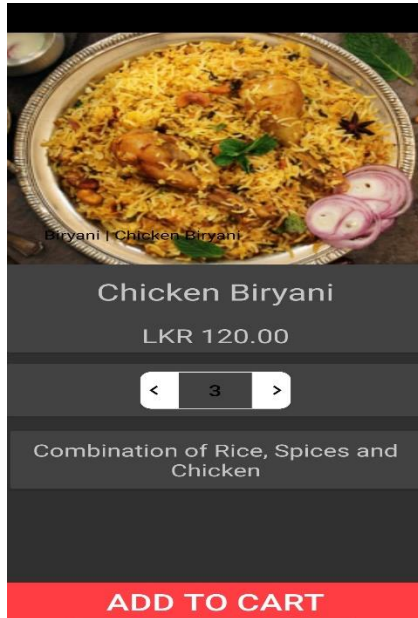 Biryani | Chicken Biryani
Chicken Biryani
LKR 120.00
< 3 >
Combination of Rice, Spices and
Chicken
ADD TO CART